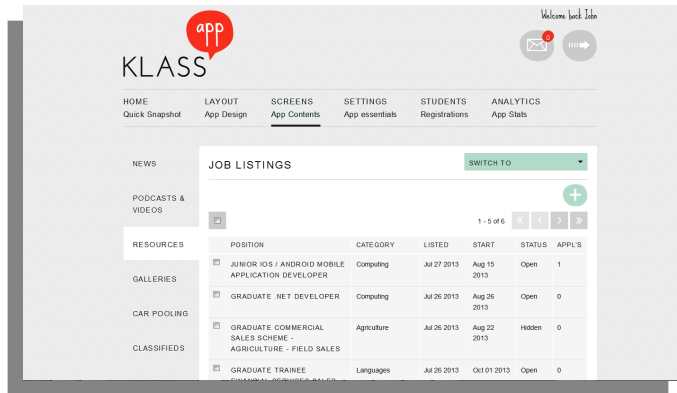 Welcome back John
app
KLASS
0
HOME LAYOUT SCREENS SETTINGS STUDENTS ANALYTICS
Quick Snapshot App Design App Contents App essentials Registrations App Stats
NEWS
JOB LISTINGS
SWITCH TO
PODCASTS &
VIDEOS
1 - 5 of 6
RESOURCES
POSITION CATEGORY LISTED START STATUS APPL'S
JUNIOR IOS / ANDROID MOBILE Computing Jul 27 2013 Aug 15 Open 1
APPLICATION DEVELOPER 2013
GALLERIES
GRADUATE .NET DEVELOPER Computing Jul 26 2013 Aug 26 Open 0
2013
CAR POOLING
GRADUATE COMMERCIAL Agriculture Jul 26 2013 Aug 22 Hidden 0
SALES SCHEME - 2013
AGRICULTURE - FIELD SALES
CLASSIFIEDS
GRADUATE TRAINEE Languages Jul 26 2013 Oct 01 2013 Open 0